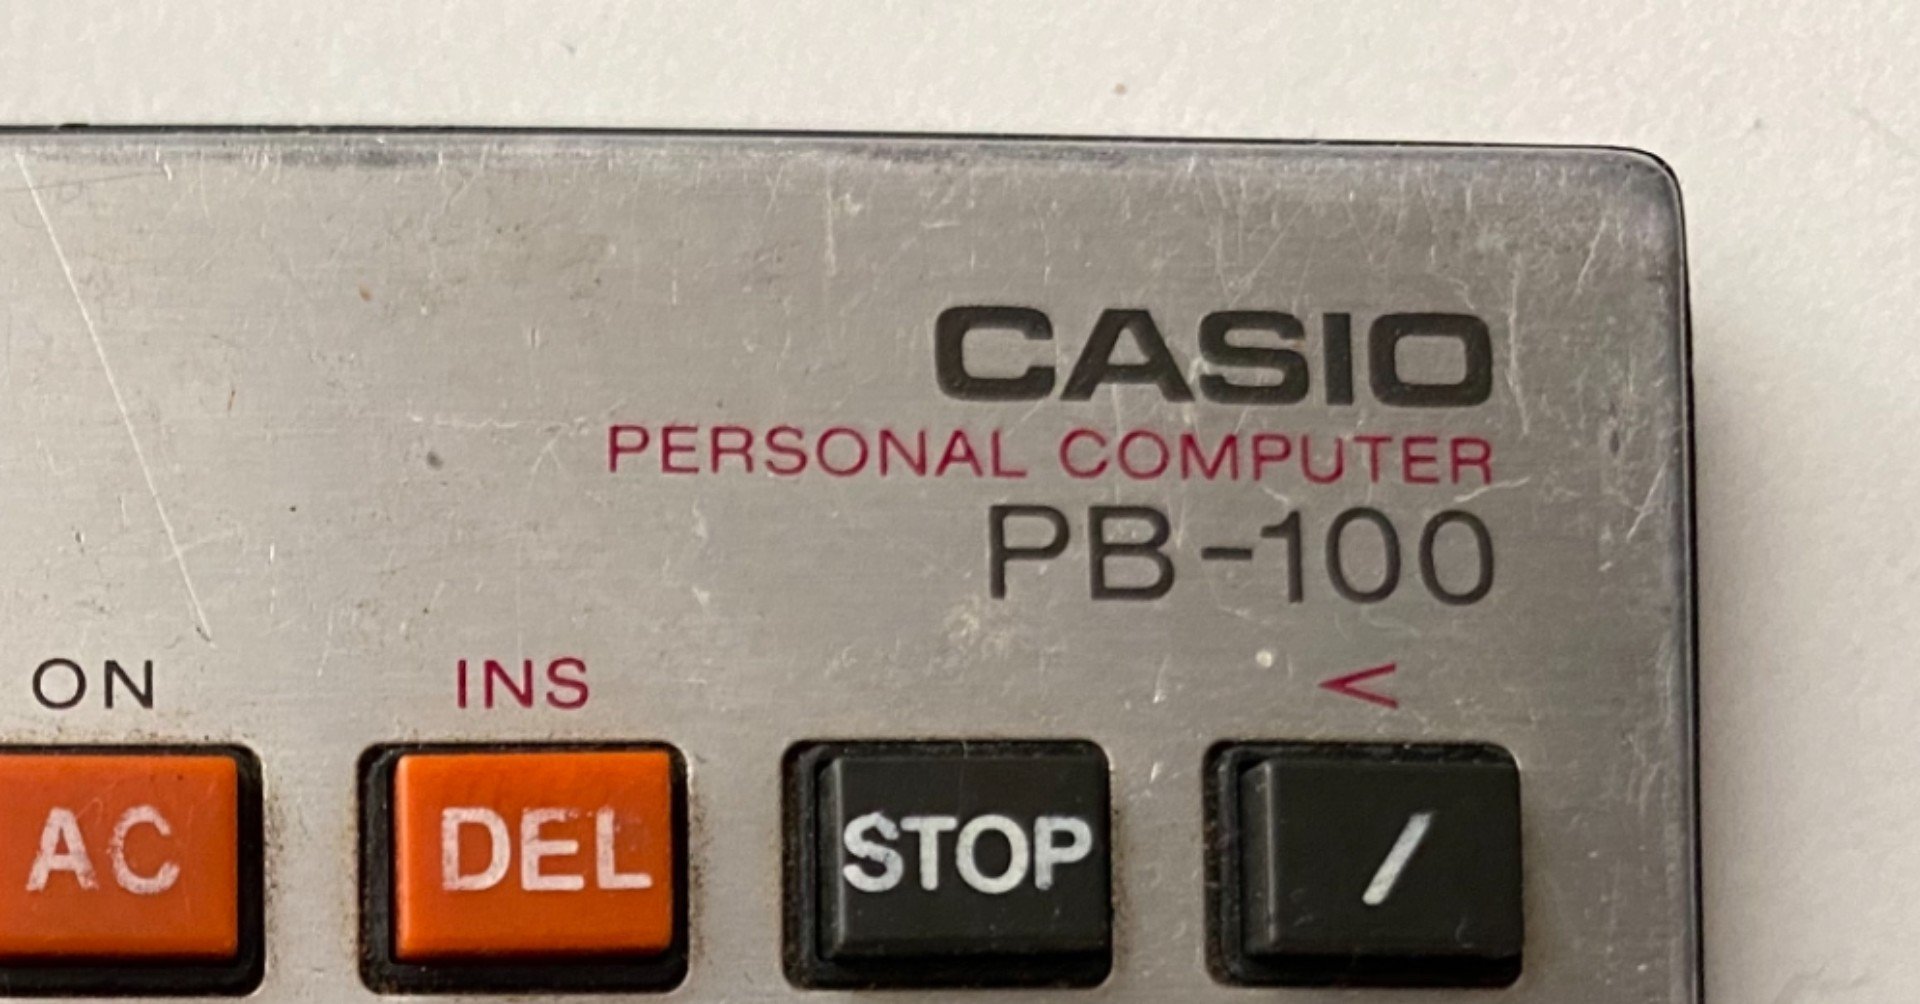 CASIO
PERSONAL COMPUTER
PB-100
ON INS <
AC DEL STOP /